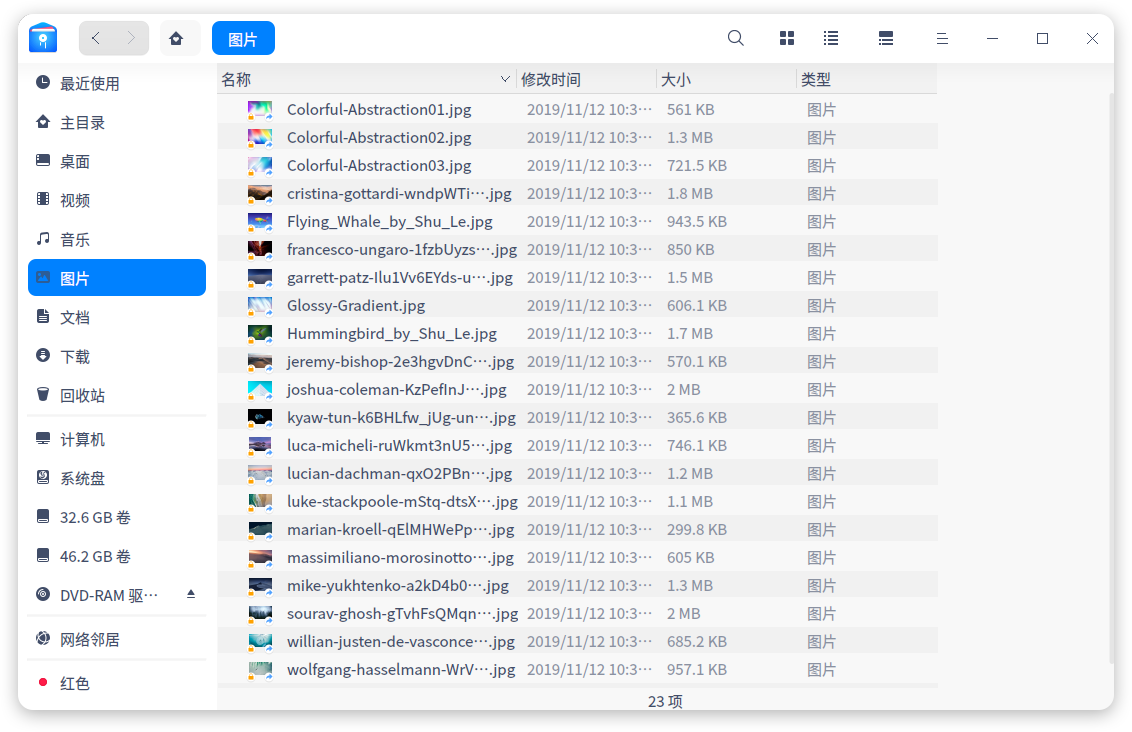 图片
最近使用
主目录
桌面
视频
音乐
图片
文档
下载
回收站
计算机
系统盘
32.6 GB 卷
46.2 GB 卷
DVD-RAM 驱⋯
网络邻居
红色
名称 修改时间 大小 类型
Colorful-Abstraction01.jpg 2019/11/12 10:3⋯ 561 KB 图片
Colorful-Abstraction02.jpg 2019/11/12 10:3⋯ 1.3 MB 图片
Colorful-Abstraction03.jpg 2019/11/12 10:3⋯ 721.5 KB 图片
cristina-gottardi-wndpWTi⋯.jpg 2019/11/12 10:3⋯ 1.8 MB 图片
Flying_Whale_by_Shu_Le.jpg 2019/11/12 10:3⋯ 943.5 KB 图片
francesco-ungaro-1fzbUyzs⋯.jpg 2019/11/12 10:3⋯ 850 KB 图片
garrett-patz-Ilu1Vv6EYds-u⋯.jpg 2019/11/12 10:3⋯ 1.5 MB 图片
Glossy-Gradient.jpg 2019/11/12 10:3⋯ 606.1 KB 图片
Hummingbird_by_Shu_Le.jpg 2019/11/12 10:3⋯ 1.7 MB 图片
jeremy-bishop-2e3hgvDnC⋯.jpg 2019/11/12 10:3⋯ 570.1 KB 图片
joshua-coleman-KzPefInJ⋯.jpg 2019/11/12 10:3⋯ 2 MB 图片
kyaw-tun-k6BHLfw_jUg-un⋯.jpg 2019/11/12 10:3⋯ 365.6 KB 图片
luca-micheli-ruWkmt3nU5⋯.jpg 2019/11/12 10:3⋯ 746.1 KB 图片
lucian-dachman-qxO2PBn⋯.jpg 2019/11/12 10:3⋯ 1.2 MB 图片
luke-stackpoole-mStq-dtsX⋯.jpg 2019/11/12 10:3⋯ 1.1 MB 图片
marian-kroell-qElMHWePp⋯.jpg 2019/11/12 10:3⋯ 299.8 KB 图片
massimiliano-morosinotto⋯.jpg 2019/11/12 10:3⋯ 605 KB 图片
mike-yukhtenko-a2kD4b0⋯.jpg 2019/11/12 10:3⋯ 1.3 MB 图片
sourav-ghosh-gTvhFsQMqn⋯.jpg 2019/11/12 10:3⋯ 2 MB 图片
willian-justen-de-vasconce⋯.jpg 2019/11/12 10:3⋯ 685.2 KB 图片
wolfgang-hasselmann-WrV⋯.jpg 2019/11/12 10:3⋯ 957.1 KB 图片
23 项